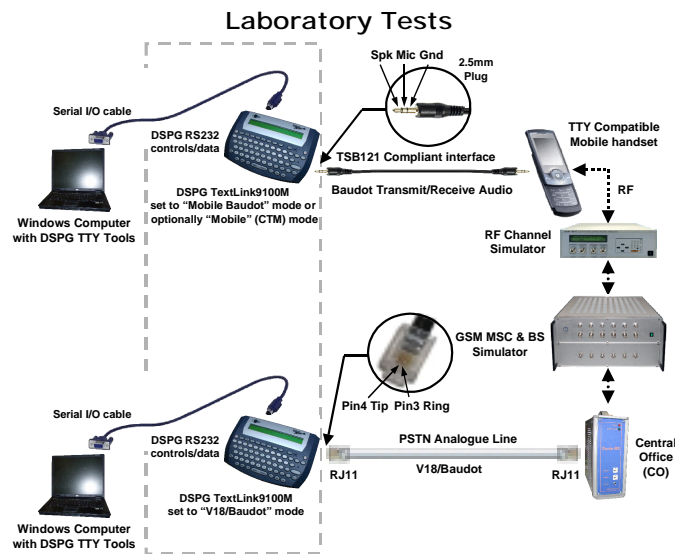 Laboratory Tests
Spk Mic Gnd
2.5mm
Plug
Serial I/O cable
DSPG RS232
controls/data
TTY Compatible
Mobile handset
TSB121 Compliant interface
Baudot Transmit/Receive Audio
RF
DSPG TextLink9100M
set to “Mobile Baudot” mode or
optionally “Mobile” (CTM) mode
Windows Computer
with DSPG TTY Tools
RF Channel
Simulator
GSM MSC & BS
Simulator
Pin4 Tip Pin3 Ring
Serial I/O cable
DSPG RS232
controls/data
PSTN Analogue Line
V18/Baudot
RJ11
RJ11
Central
Office
(CO)
DSPG TextLink9100M
set to “V18/Baudot” mode
Windows Computer
with DSPG TTY Tools